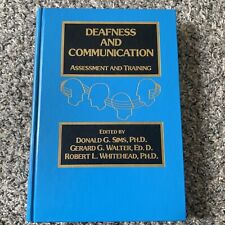 DEAFNESS
AND
COMMUNICATION
ASSESSMENT AND TRAINING
EDITED BY
DONALD G. SIMS, PH.D.
GERARD G. WALTER, ED. D.
ROBERT L. WHITEHEAD, PH.D.